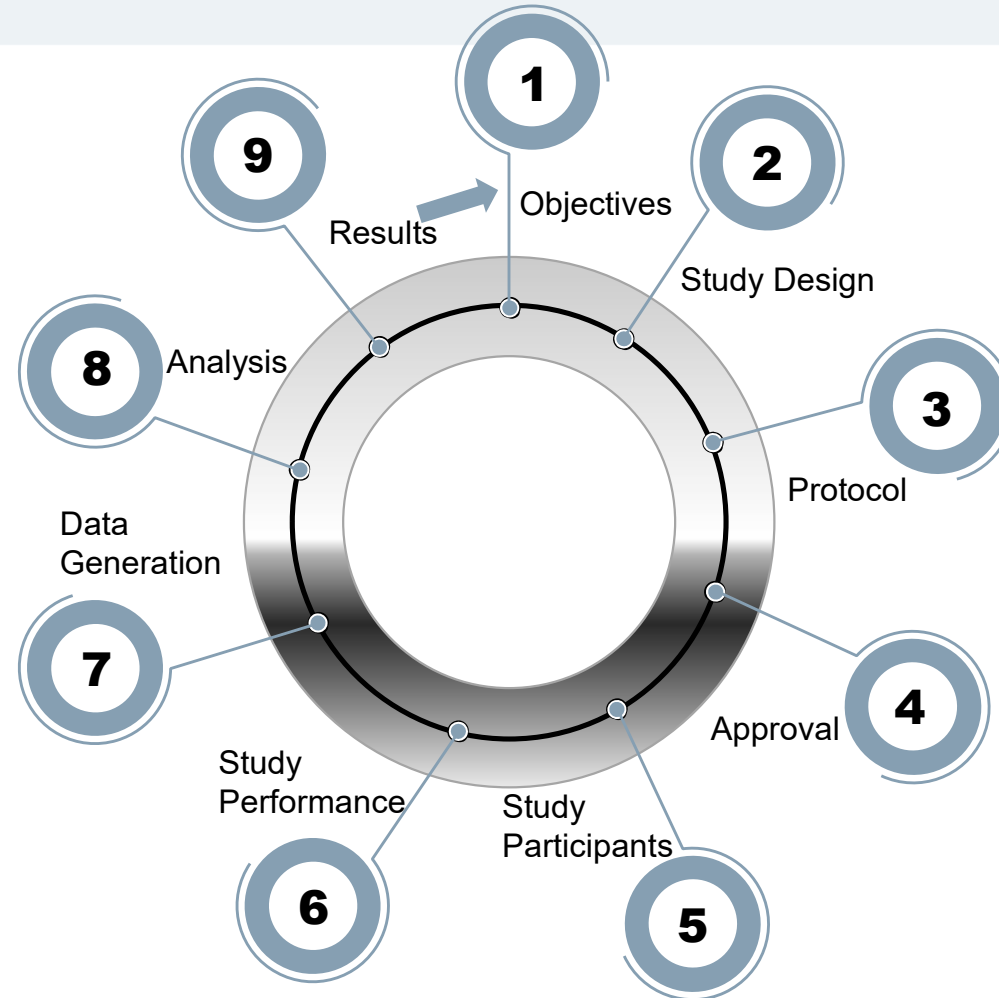 1
Objectives
2
Study Design
3
Protocol
4
Approval
5
Study
Participants
6
Study
Performance
7
Data
Generation
8
Analysis
9
Results